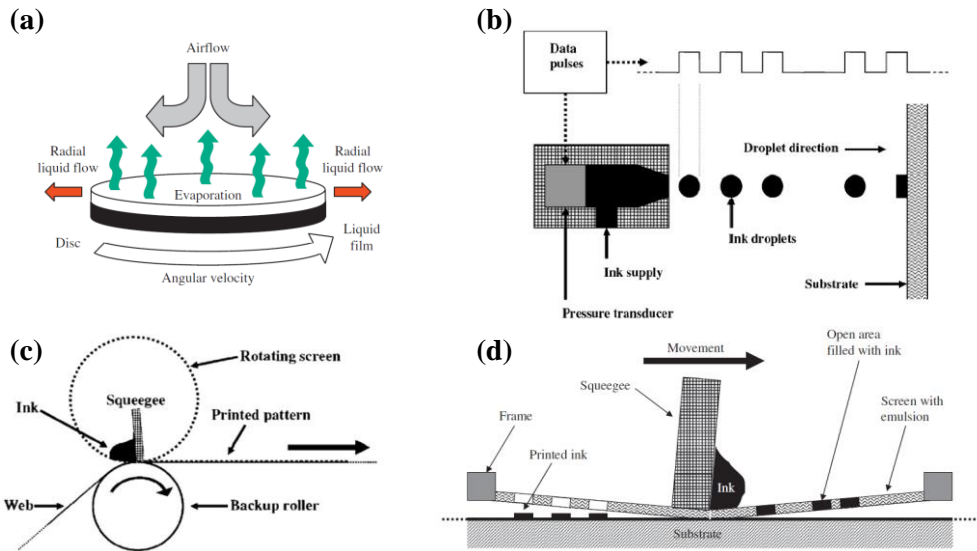 (a)
Airflow
Radial
liquid flow
Radial
liquid flow
Evaporation
Disc
Liquid
film
Angular velocity
(b)
Data
pulses
Droplet direction
Ink droplets
Ink supply
Substrate
Pressure transducer
(c)
Rotating screen
Squeegee
Ink
Printed pattern
Web
Backup roller
(d)
Movement
Open area
filled with ink
Squeegee
Screen with
emulsion
Frame
Printed ink
Ink
Substrate